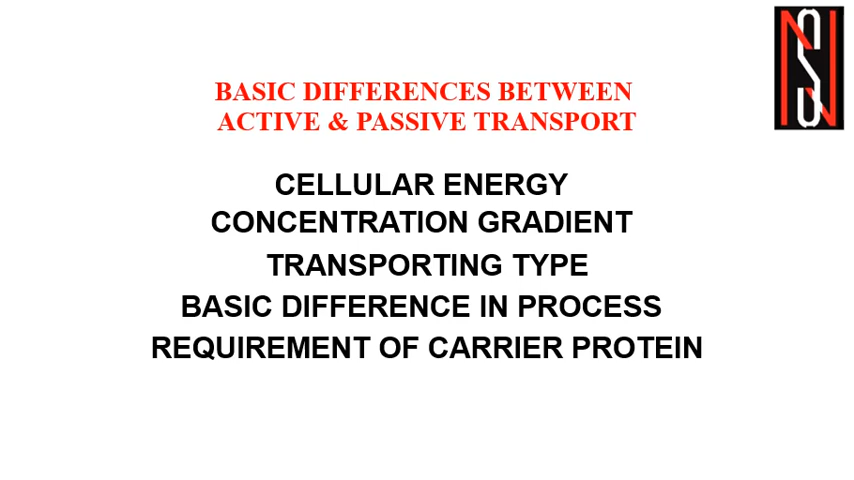 BASIC DIFFERENCES BETWEEN
ACTIVE & PASSIVE TRANSPORT
CELLULAR ENERGY
CONCENTRATION GRADIENT
TRANSPORTING TYPE
BASIC DIFFERENCE IN PROCESS
REQUIREMENT OF CARRIER PROTEIN